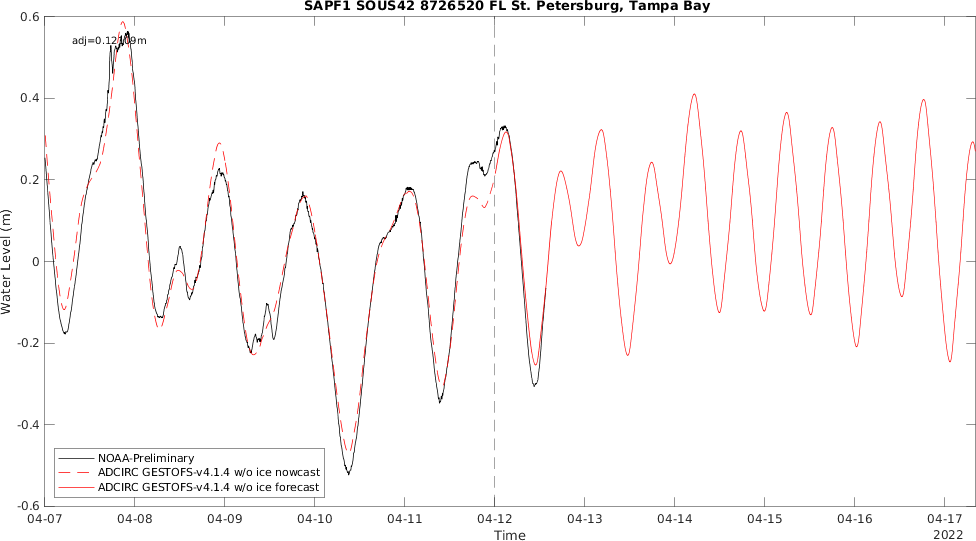 SAPF1 SOUS42 8726520 FL St. Petersburg, Tampa Bay
0.6
0.4
0.2
0
-0.2
-0.4
-0.6
Water Level (m)
NOAA-Preliminary
ADCIRC GESTOFS-v4.1.4 w/o ice nowcast
ADCIRC GESTOFS-v4.1.4 w/o ice forecast
04-07 04-08 04-09 04-10 04-11 04-12 04-13 04-14 04-15 04-16 04-17
Time
2022